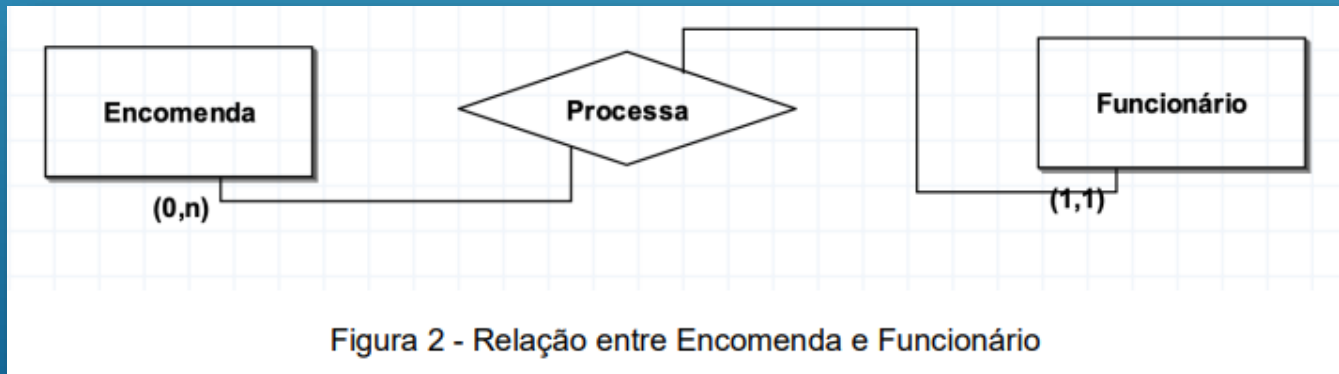 Encomenda
Processa
Funcionário
(0,n)
(1,1)
Figura 2 - Relação entre Encomenda e Funcionário